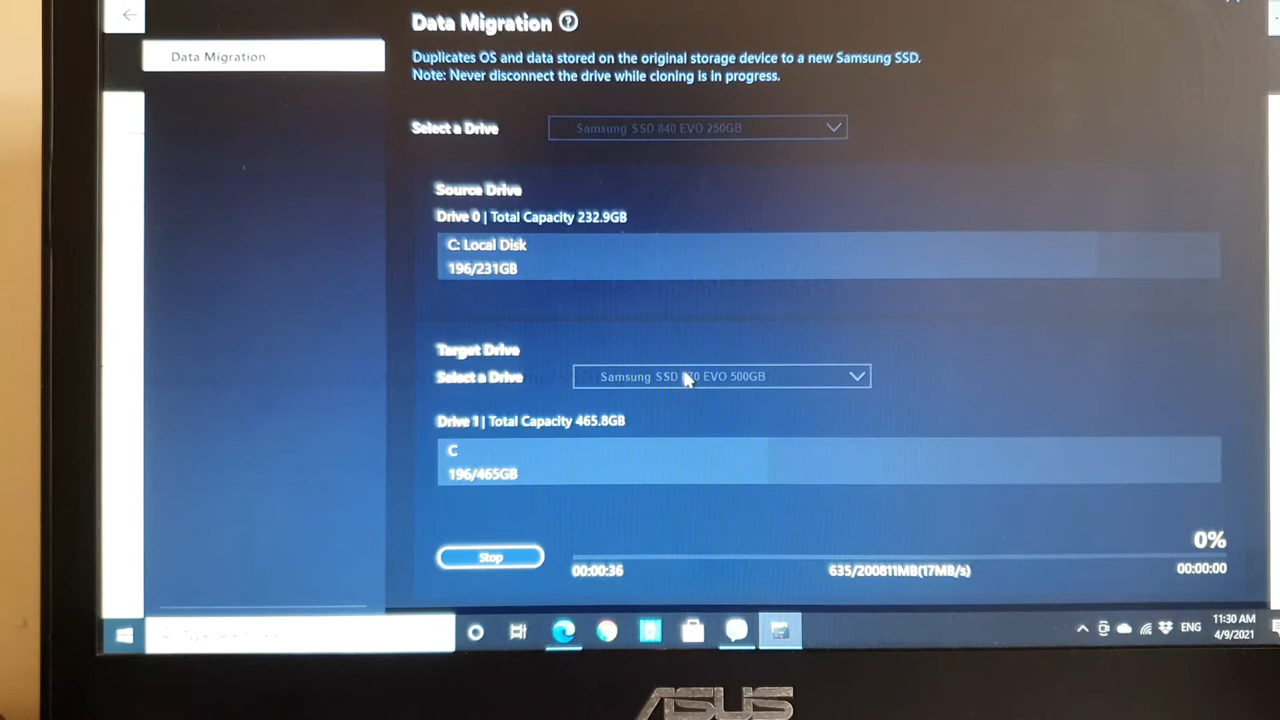 Data Migration ?
Data Migration
Duplicates OS and data stored on the original storage device to a new Samsung SSD.
Note: Never disconnect the drive while cloning is in progress.
Select a Drive
Samsung SSD 840 EVO 250GB
Source Drive
Drive 0 | Total Capacity 232.9GB
C: Local Disk
196/231GB
Target Drive
Select a Drive
Samsung SSD EVO 500GB
Drive 1 | Total Capacity 465.8GB
C
196/465GB
Stop
0%
00:00:36
635/200811MB(17MB/s)
00:00:00
ENG
11:30 AM
4/9/2021
ASUS